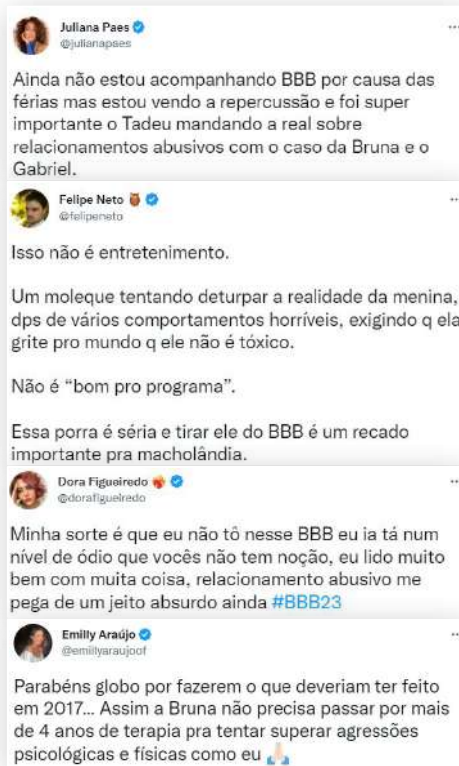 Juliana Paes
@julianapaes
Ainda não estou acompanhando BBB por causa das
férias mas estou vendo a repercussão e foi super
importante o Tadeu mandando a real sobre
relacionamentos abusivos com o caso da Bruna e o
Gabriel.
Felipe Neto
@felipeneto
Isso não é entretenimento.
Um moleque tentando deturpar a realidade da menina,
dps de vários comportamentos horríveis, exigindo q ela
grite pro mundo q ele não é tóxico.
Não é “bom pro programa”.
Essa porra é séria e tirar ele do BBB é um recado
importante pra macholândia.
Dora Figueiredo
@dorafigueiredo
Minha sorte é que eu não tô nesse BBB eu ia tá num
nível de ódio que vocês não tem noção, eu lido muito
bem com muita coisa, relacionamento abusivo me
pega de um jeito absurdo ainda #BBB23
Emilly Araújo
@emillyaraujoof
Parabéns globo por fazerem o que deveriam ter feito
em 2017... Assim a Bruna não precisa passar por mais
de 4 anos de terapia pra tentar superar agressões
psicológicas e físicas como eu 🙏🏻